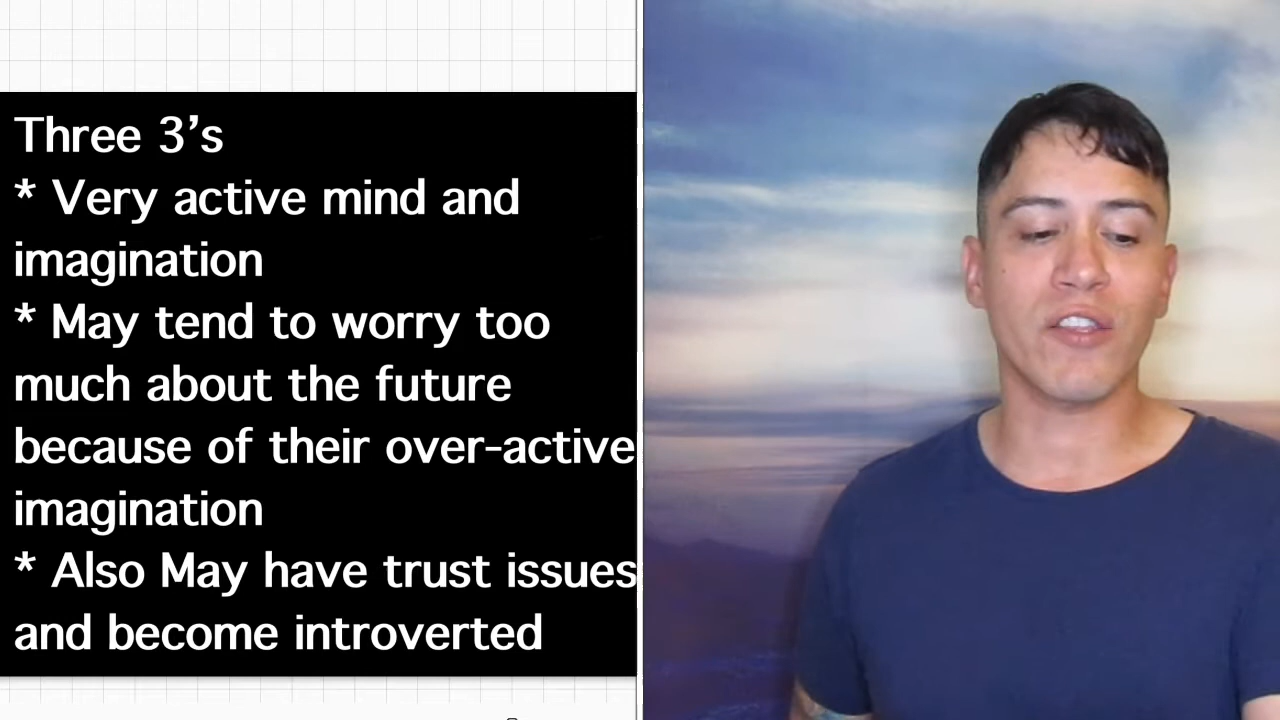 Three 3’s
* Very active mind and
imagination
* May tend to worry too
much about the future
because of their over-active
imagination
* Also May have trust issues
and become introverted